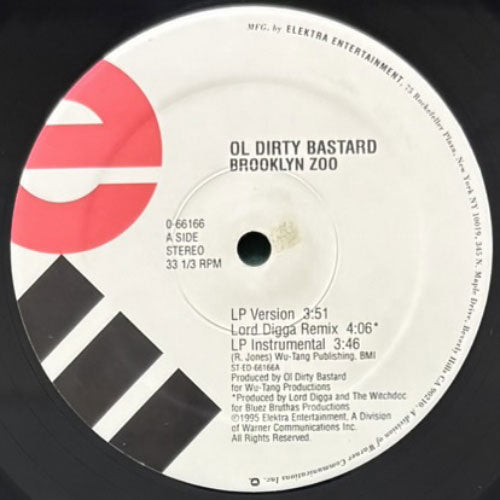 MFG. by ELEKTRA ENTERTAINMENT, 75 Rockefeller Plaza, New York NY 10019, 345 N. Maple Drive, Beverly Hills CA 90210. A division of Warner Communications Inc.
OL DIRTY BASTARD
BROOKLYN ZOO
0-66166
A SIDE
STEREO
33 1/3 RPM
LP Version 3:51
Lord Digga Remix 4:06*
LP Instrumental 3:46
(R. Jones) Wu-Tang Publishing, BMI
ST-ED-66166A
Produced by Ol Dirty Bastard
for Wu-Tang Productions
*Produced by Lord Digga and The Witchdoc
for Bluez Bruthas Productions
©1995 Elektra Entertainment, A Division
of Warner Communications Inc.
All Rights Reserved.